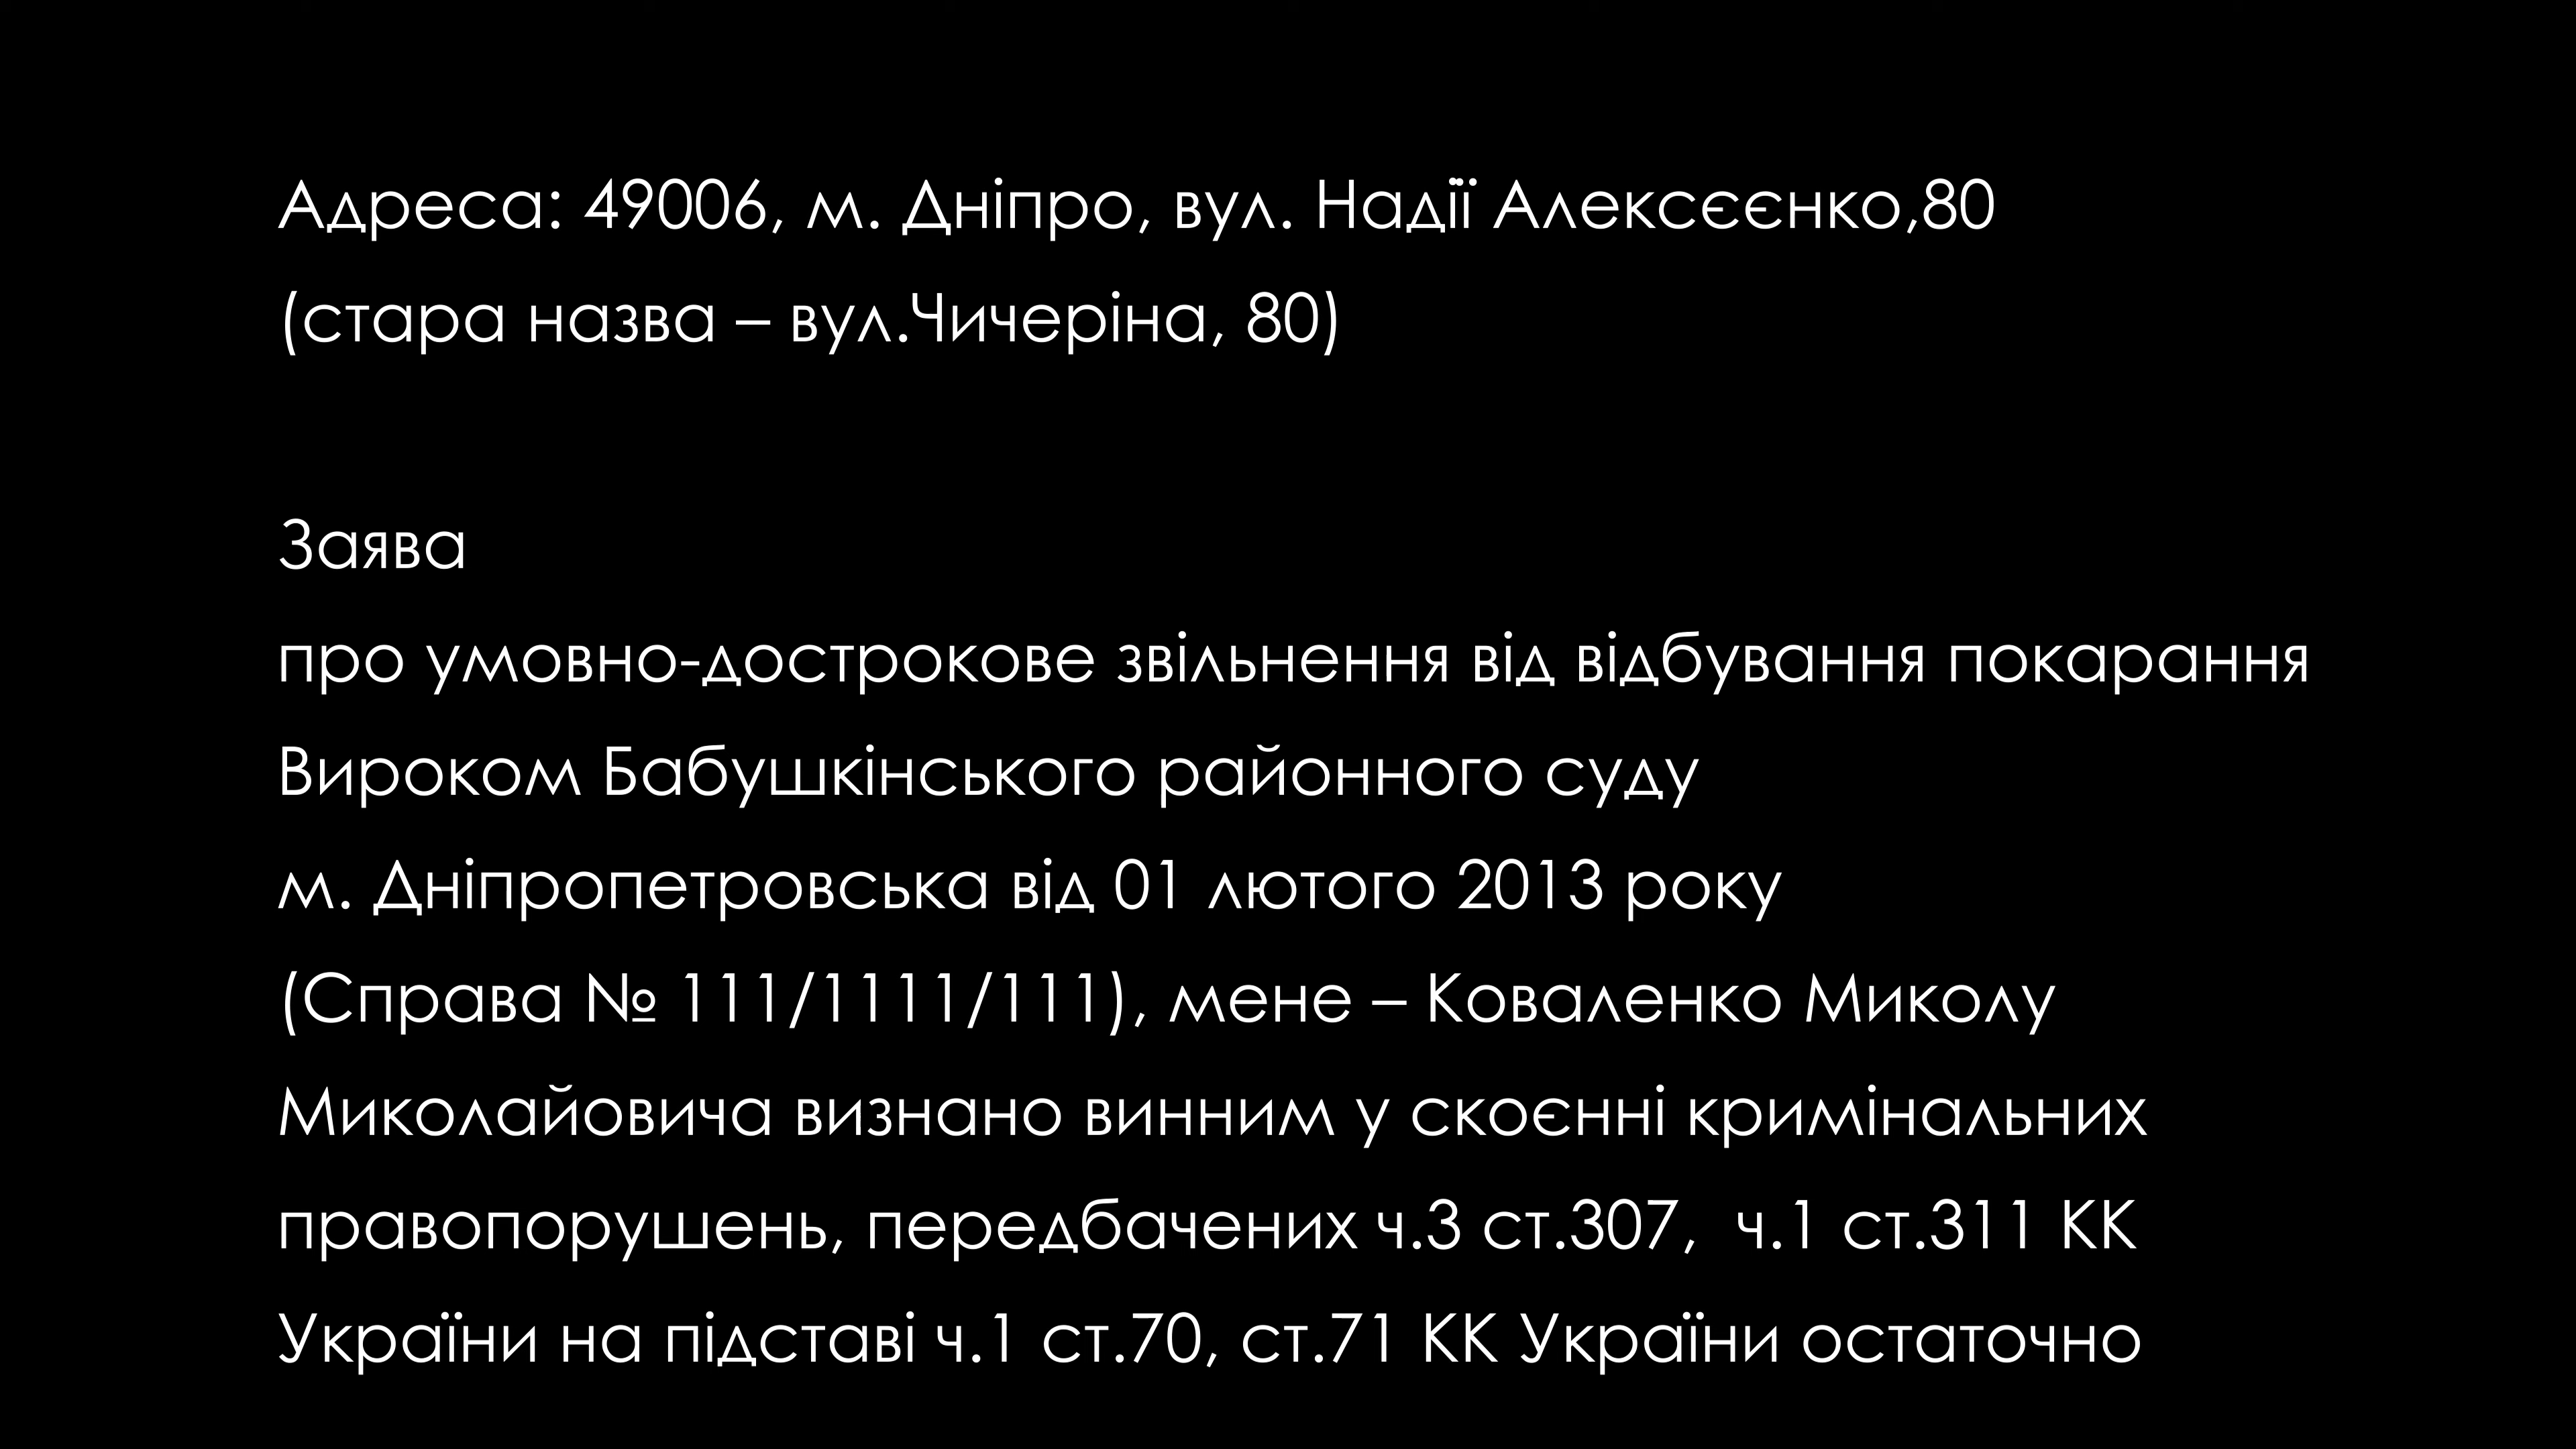 Адреса: 49006, м. Дніпро, вул. Надії Алексєєнко,80
(стара назва – вул.Чичеріна, 80)
Заява
про умовно-дострокове звільнення від відбування покарання
Вироком Бабушкінського районного суду
м. Дніпропетровська від 01 лютого 2013 року
(Справа № 111/1111/111), мене – Коваленко Миколу
Миколайовича визнано винним у скоєнні кримінальних
правопорушень, передбачених ч.3 ст.307,  ч.1 ст.311 КК
України на підставі ч.1 ст.70, ст.71 КК України остаточно